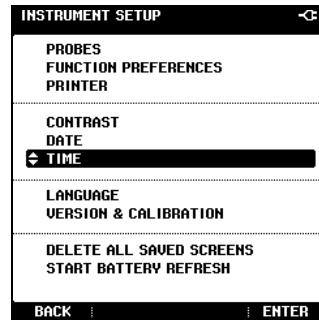 INSTRUMENT SETUP
PROBES
FUNCTION PREFERENCES
PRINTER
CONTRAST
DATE
TIME
LANGUAGE
VERSION & CALIBRATION
DELETE ALL SAVED SCREENS
START BATTERY REFRESH
BACK ENTER